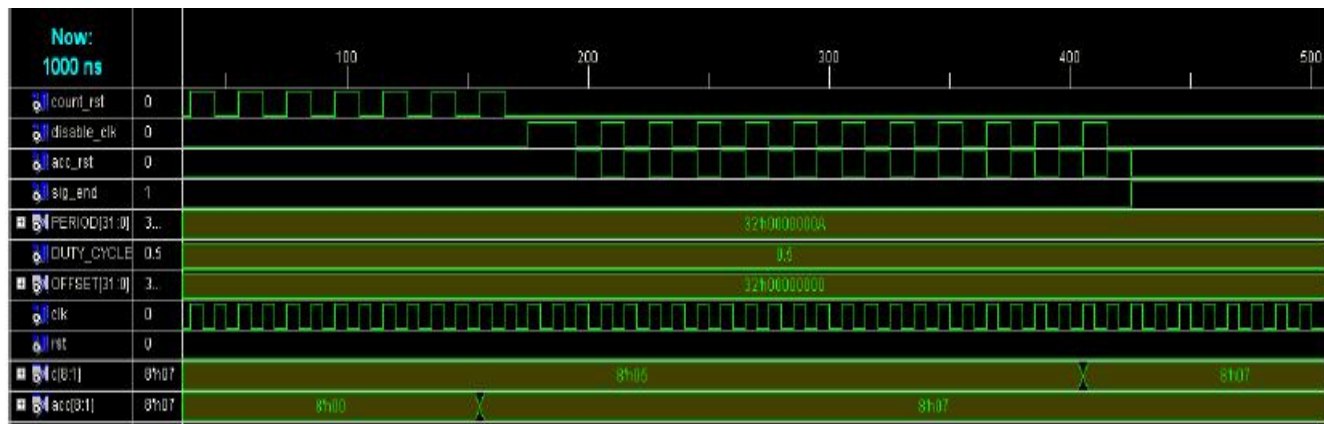 Now:
1000 ns
100 200 300 400 500
count_rst 0
disable_clk 0
acc_rst 0
sig_end 1
PERIOD[31:0] 3... 32'h0000000A
DUTY_CYCLE 0.5 0.5
OFFSET[31:0] 3... 32'h00000000
clk 0
rst 0
c[8:1] 8'h07 8'h05 8'h07
acc[8:1] 8'h07 8'h00 8'h07